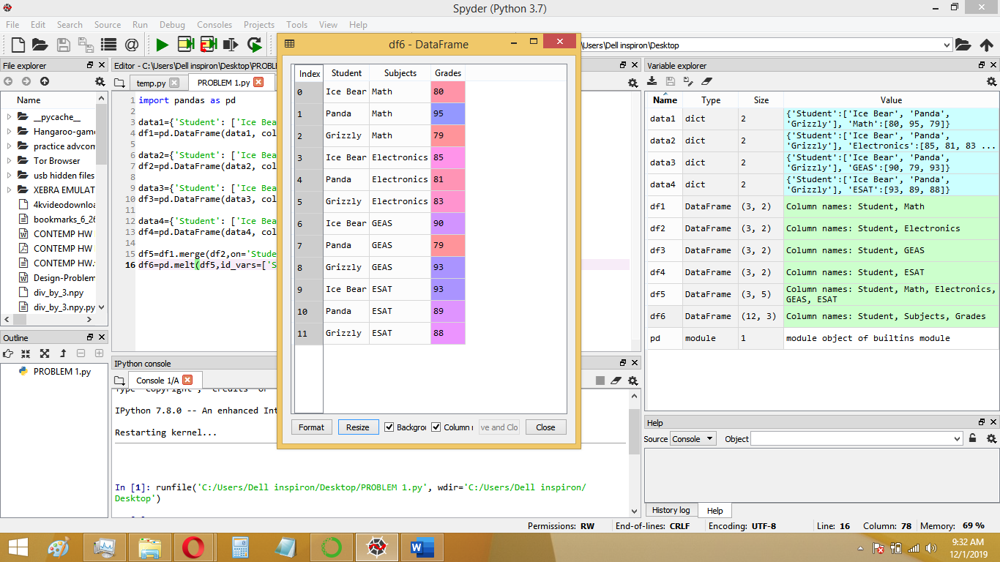 Spyder (Python 3.7)
File Edit Search Source Run Debug Consoles Projects Tools View Help
C:\Users\Dell inspiron\Desktop
File explorer
Name
__pycache__
Hangaroo-gam
practice advcom
Tor Browser
usb hidden files
XEBRA EMULAT
4kvideodownloa
bookmarks_6_26
CONTEMP HW
CONTEMP HW
CONTEMP HW.
Design-Problem
div_by_3.npy
div_by_3.npy.py
Outline
PROBLEM 1.py
Editor - C:\Users\Dell inspiron\Desktop\PROBLE
temp.py PROBLEM 1.py
1 import pandas as pd
2
3 data1={'Student': ['Ice Bea
4 df1=pd.DataFrame(data1, col
5
6 data2={'Student': ['Ice Bea
7 df2=pd.DataFrame(data2, col
8
9 data3={'Student': ['Ice Bea
10 df3=pd.DataFrame(data3, col
11
12 data4={'Student': ['Ice Bea
13 df4=pd.DataFrame(data4, col
14
15 df5=df1.merge(df2,on='Stude
16 df6=pd.melt(df5,id_vars=['S
df6 - DataFrame
Index Student Subjects Grades
0 Ice Bear Math 80
1 Panda Math 95
2 Grizzly Math 79
3 Ice Bear Electronics 85
4 Panda Electronics 81
5 Grizzly Electronics 83
6 Ice Bear GEAS 90
7 Panda GEAS 79
8 Grizzly GEAS 93
9 Ice Bear ESAT 93
10 Panda ESAT 89
11 Grizzly ESAT 88
Format Resize Backgrou Column ve and Clo Close
IPython console
Console 1/A
Type "copyright", "credits" or
IPython 7.8.0 -- An enhanced Int
Restarting kernel...
In [1]: runfile('C:/Users/Dell inspiron/Desktop/PROBLEM 1.py', wdir='C:/Users/Dell inspiron/
Desktop')
Variable explorer
Name Type Size Value
data1 dict 2 {'Student':['Ice Bear', 'Panda',
'Grizzly'], 'Math':[80, 95, 79]}
data2 dict 2 {'Student':['Ice Bear', 'Panda',
'Grizzly'], 'Electronics':[85, 81, 83 ...
data3 dict 2 {'Student':['Ice Bear', 'Panda',
'Grizzly'], 'GEAS':[90, 79, 93]}
data4 dict 2 {'Student':['Ice Bear', 'Panda',
'Grizzly'], 'ESAT':[93, 89, 88]}
df1 DataFrame (3, 2) Column names: Student, Math
df2 DataFrame (3, 2) Column names: Student, Electronics
df3 DataFrame (3, 2) Column names: Student, GEAS
df4 DataFrame (3, 2) Column names: Student, ESAT
df5 DataFrame (3, 5) Column names: Student, Math, Electronics,
GEAS, ESAT
df6 DataFrame (12, 3) Column names: Student, Subjects, Grades
pd module 1 module object of builtins module
Help
Source Console Object
History log Help
Permissions: RW End-of-lines: CRLF Encoding: UTF-8 Line: 16 Column: 78 Memory: 69 %
9:32 AM
12/1/2019